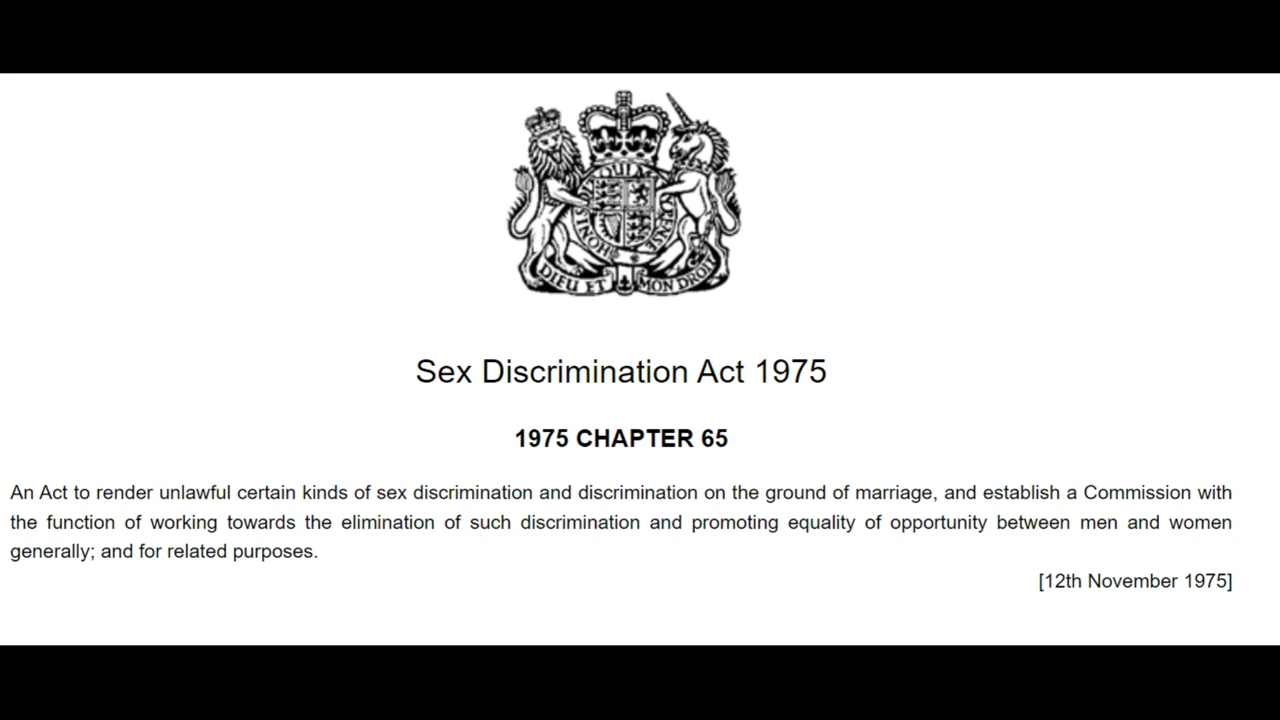 HONI SOIT QUI MAL Y PENSE
DIEU ET MON DROIT
Sex Discrimination Act 1975
1975 CHAPTER 65
An Act to render unlawful certain kinds of sex discrimination and discrimination on the ground of marriage, and establish a Commission with
the function of working towards the elimination of such discrimination and promoting equality of opportunity between men and women
generally; and for related purposes.
[12th November 1975]